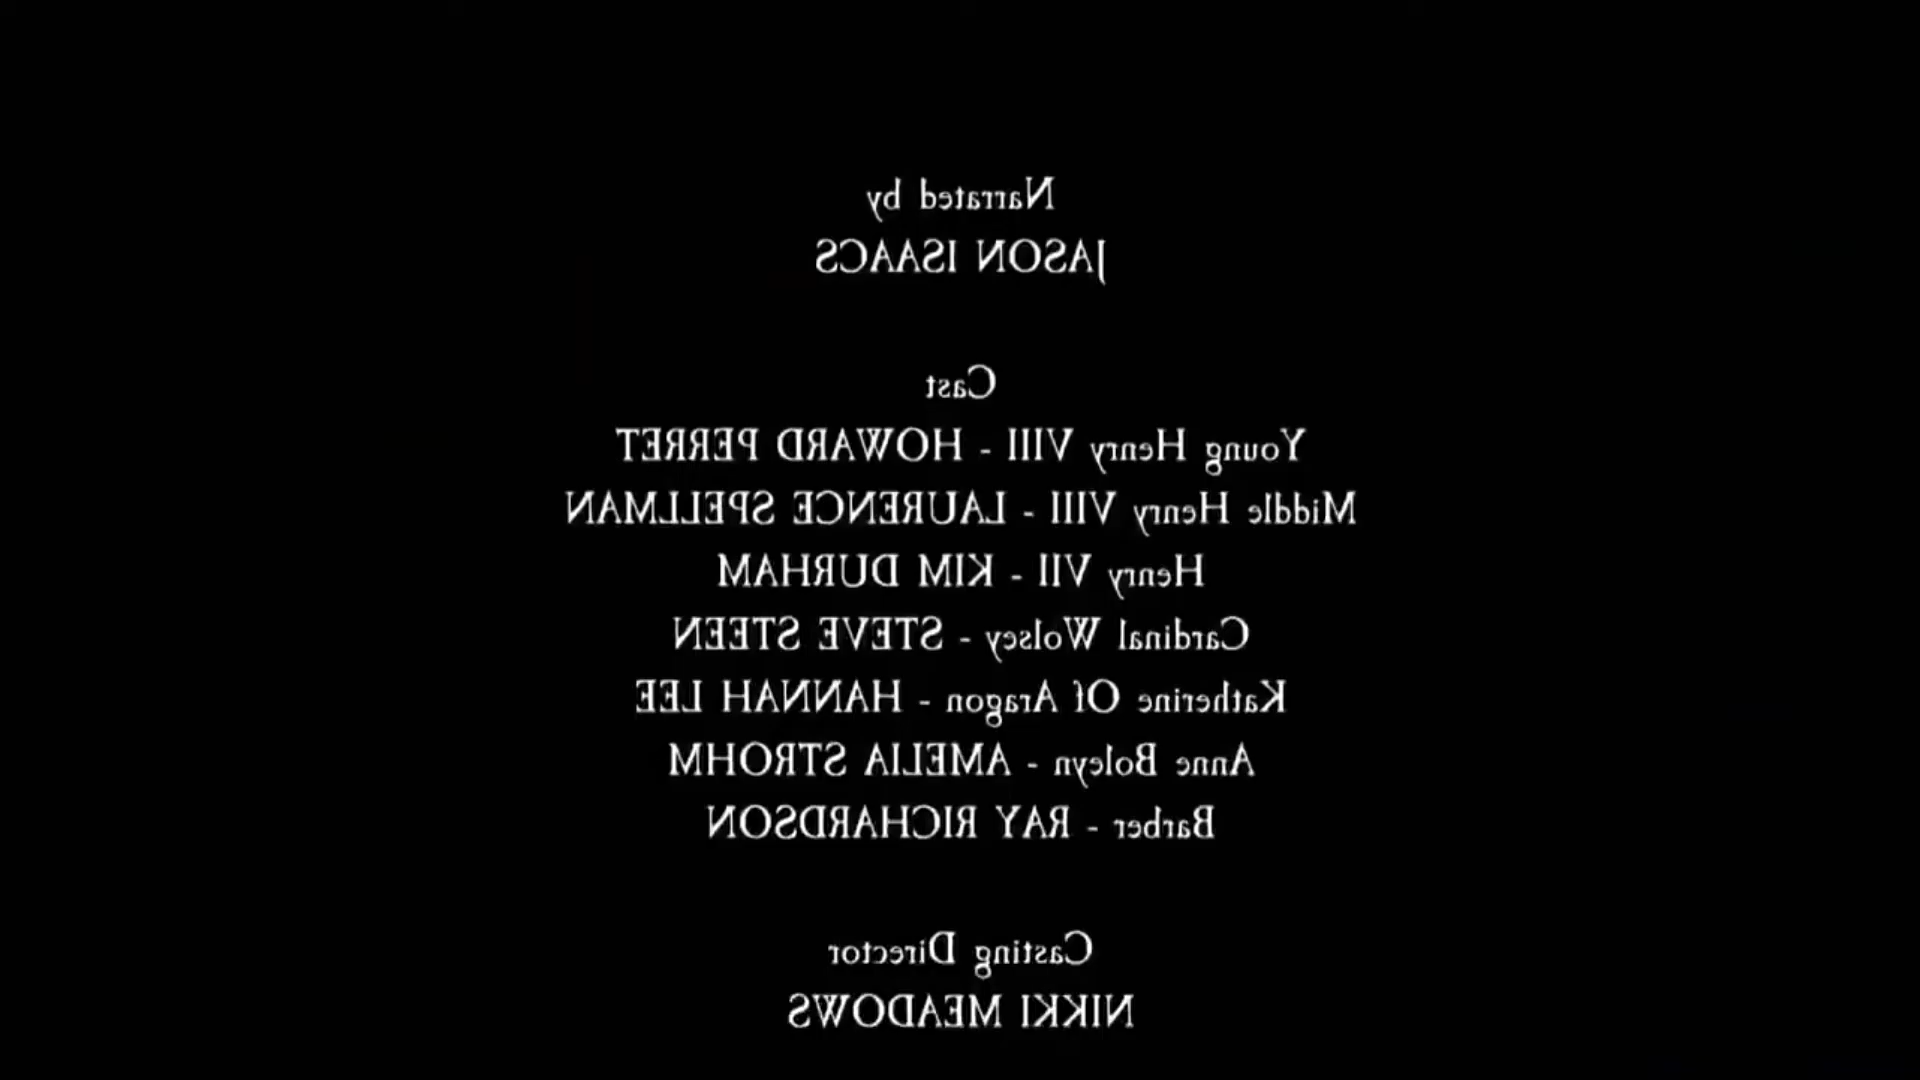 Narrated by
JASON ISAACS
Cast
Young Henry VIII - HOWARD PERRET
Middle Henry VIII - LAURENCE SPELLMAN
Henry VII - KIM DURHAM
Cardinal Wolsey - STEVE STEEN
Katherine Of Aragon - HANNAH LEE
Anne Boleyn - AMELIA STROHM
Barber - RAY RICHARDSON
Casting Director
NIKKI MEADOWS